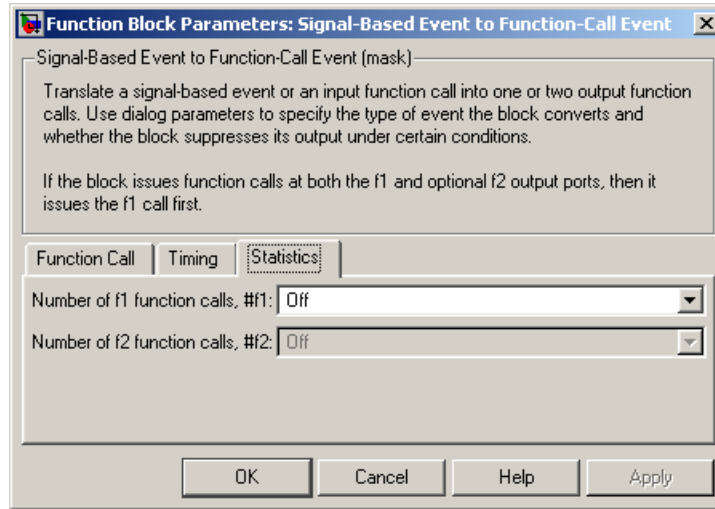 Function Block Parameters: Signal-Based Event to Function-Call Event
Signal-Based Event to Function-Call Event (mask)
Translate a signal-based event or an input function call into one or two output function
calls. Use dialog parameters to specify the type of event the block converts and
whether the block suppresses its output under certain conditions.
If the block issues function calls at both the f1 and optional f2 output ports, then it
issues the f1 call first.
Function Call Timing Statistics
Number of f1 function calls, #f1: Off
Number of f2 function calls, #f2: Off
OK Cancel Help Apply